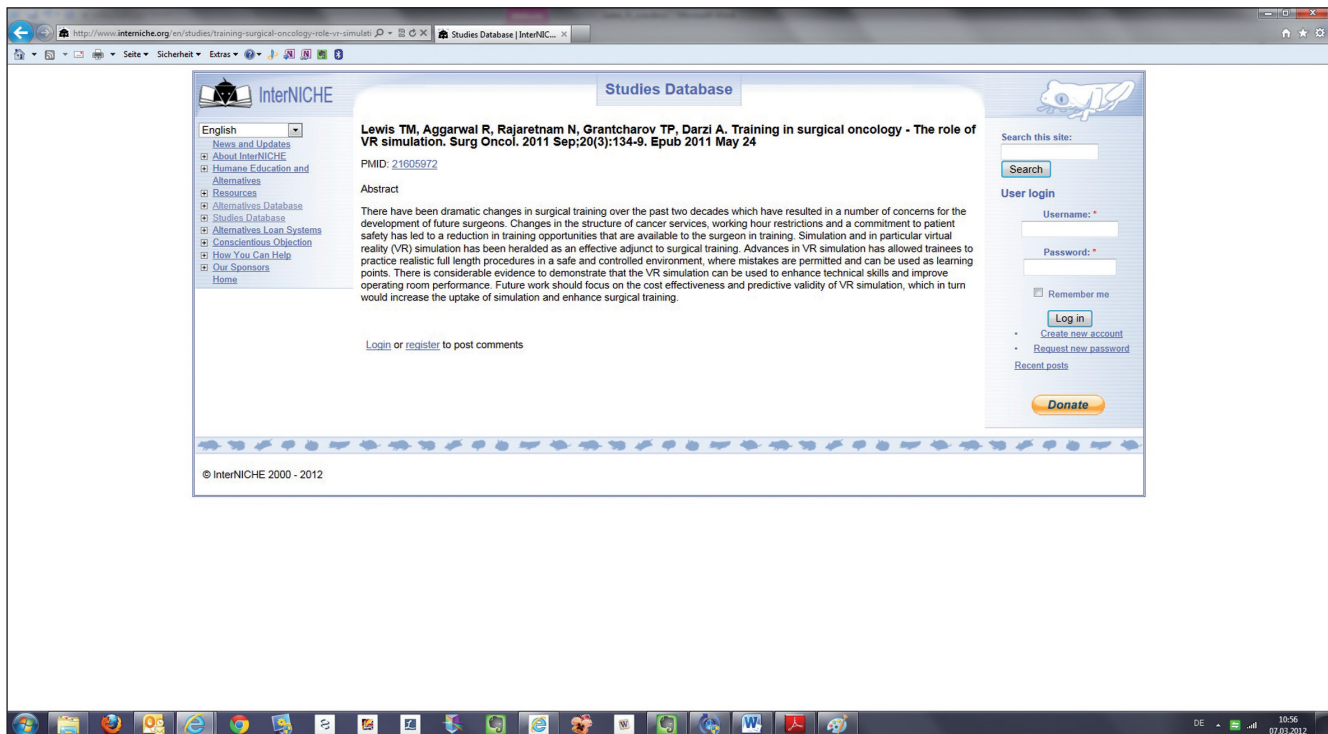 http://www.interniche.org/en/studies/training-surgical-oncology-role-vr-simulati
Studies Database | InterNIC...
Seite
Sicherheit
Extras
InterNICHE
Studies Database
English
News and Updates
About InterNICHE
Humane Education and
Alternatives
Resources
Alternatives Database
Studies Database
Alternatives Loan Systems
Conscientious Objection
How You Can Help
Our Sponsors
Home
Lewis TM, Aggarwal R, Rajaretnam N, Grantcharov TP, Darzi A. Training in surgical oncology - The role of
VR simulation. Surg Oncol. 2011 Sep;20(3):134-9. Epub 2011 May 24
PMID: 21605972
Abstract
There have been dramatic changes in surgical training over the past two decades which have resulted in a number of concerns for the
development of future surgeons. Changes in the structure of cancer services, working hour restrictions and a commitment to patient
safety has led to a reduction in training opportunities that are available to the surgeon in training. Simulation and in particular virtual
reality (VR) simulation has been heralded as an effective adjunct to surgical training. Advances in VR simulation has allowed trainees to
practice realistic full length procedures in a safe and controlled environment, where mistakes are permitted and can be used as learning
points. There is considerable evidence to demonstrate that the VR simulation can be used to enhance technical skills and improve
operating room performance. Future work should focus on the cost effectiveness and predictive validity of VR simulation, which in turn
would increase the uptake of simulation and enhance surgical training.
Login or register to post comments
Search this site:
Search
User login
Username: *
Password: *
Remember me
Log in
Create new account
Request new password
Recent posts
Donate
© InterNICHE 2000 - 2012
DE
10:56
07.03.2012